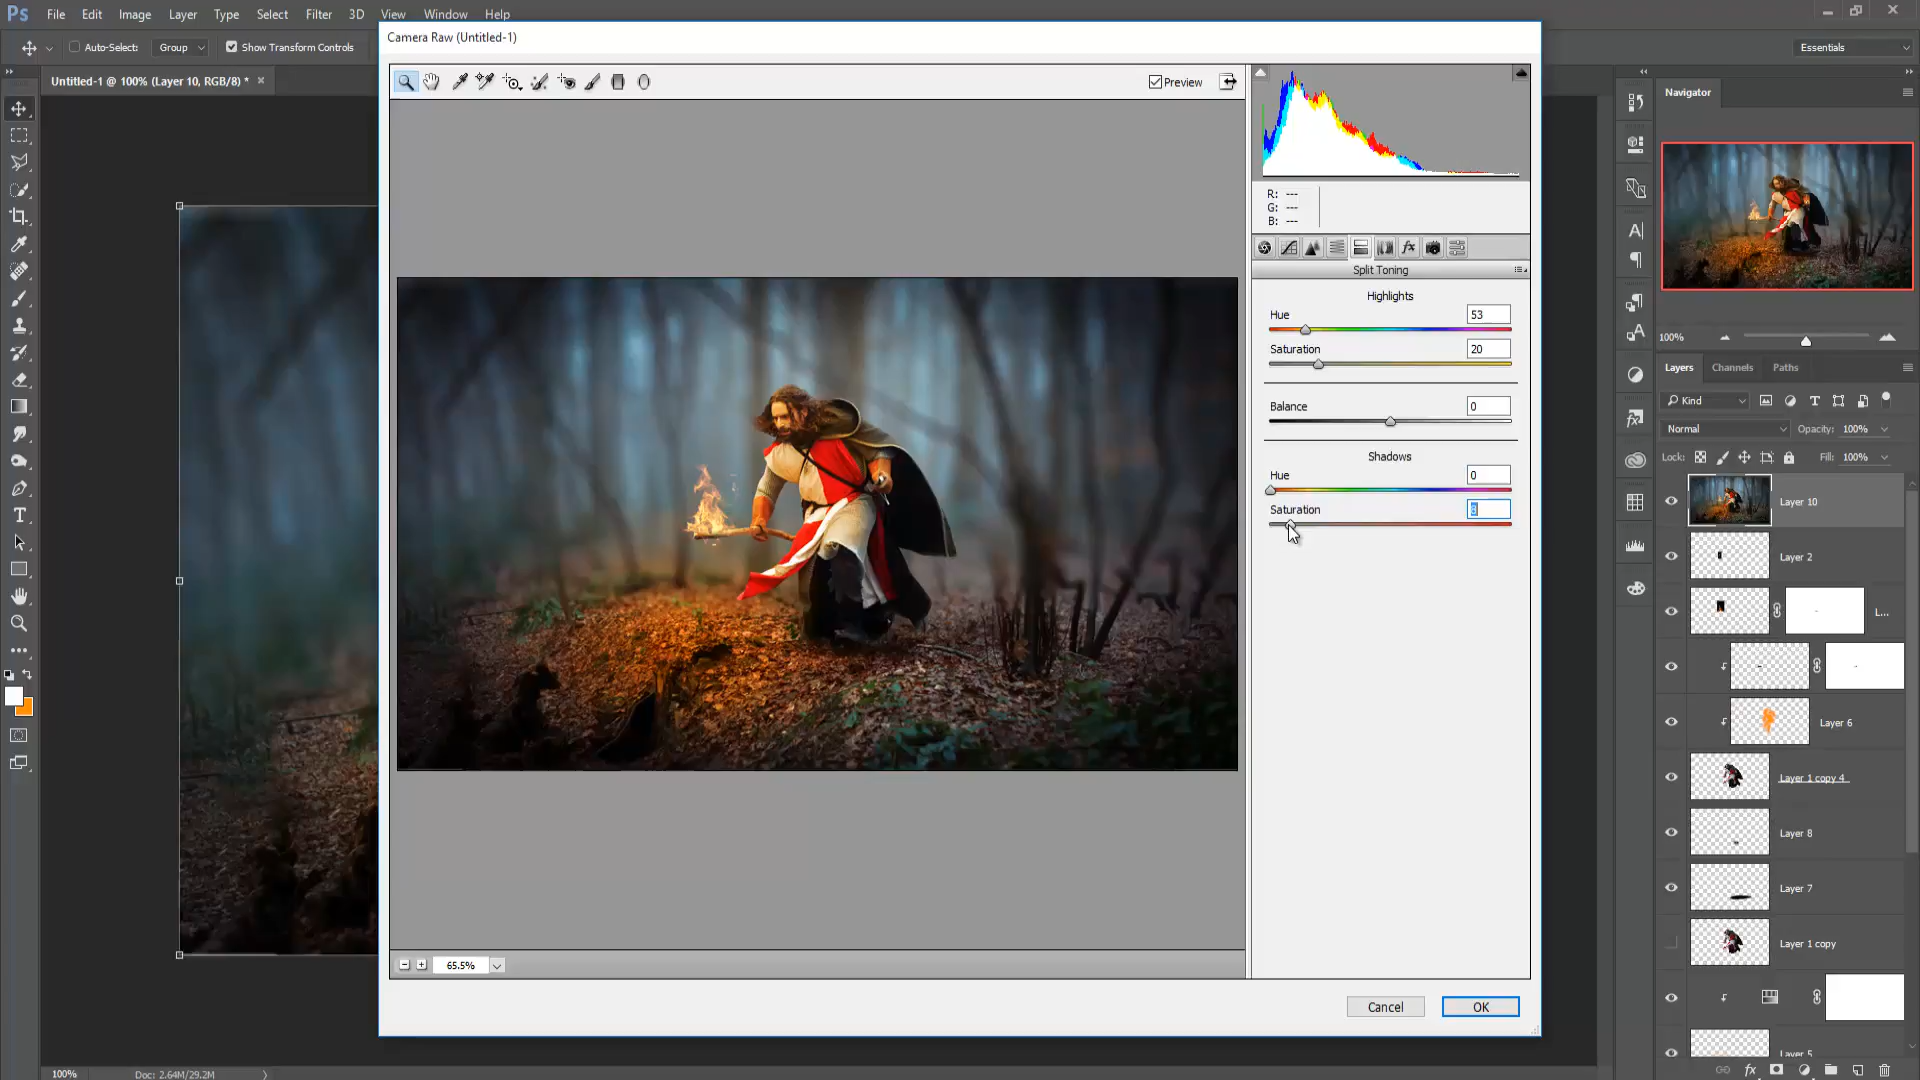 Ps File Edit Image Layer Type Select Filter 3D View Window Help
Auto-Select: Group Show Transform Controls Essentials
Untitled-1 @ 100% (Layer 10, RGB/8) *
Camera Raw (Untitled-1)
Preview
R: ---
G: ---
B: ---
Split Toning
Highlights
Hue 53
Saturation 20
Balance 0
Shadows
Hue 0
Saturation 8
65.5%
Cancel OK
Navigator
100%
Layers Channels Paths
Kind
Normal Opacity: 100%
Lock: Fill: 100%
Layer 10
Layer 2
L...
Layer 6
Layer 1 copy 4
Layer 8
Layer 7
Layer 1 copy
Layer 5
100% Doc: 2.64M/29.2M